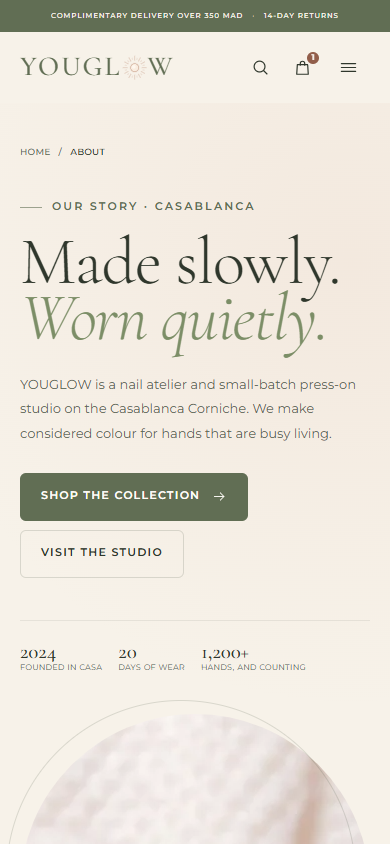 COMPLIMENTARY DELIVERY OVER 350 MAD · 14-DAY RETURNS
YOUGLOW
1
HOME / ABOUT
OUR STORY · CASABLANCA
Made slowly.
Worn quietly.
YOUGLOW is a nail atelier and small-batch press-on
studio on the Casablanca Corniche. We make
considered colour for hands that are busy living.
SHOP THE COLLECTION →
VISIT THE STUDIO
2024 20 1,200+
FOUNDED IN CASA DAYS OF WEAR HANDS, AND COUNTING